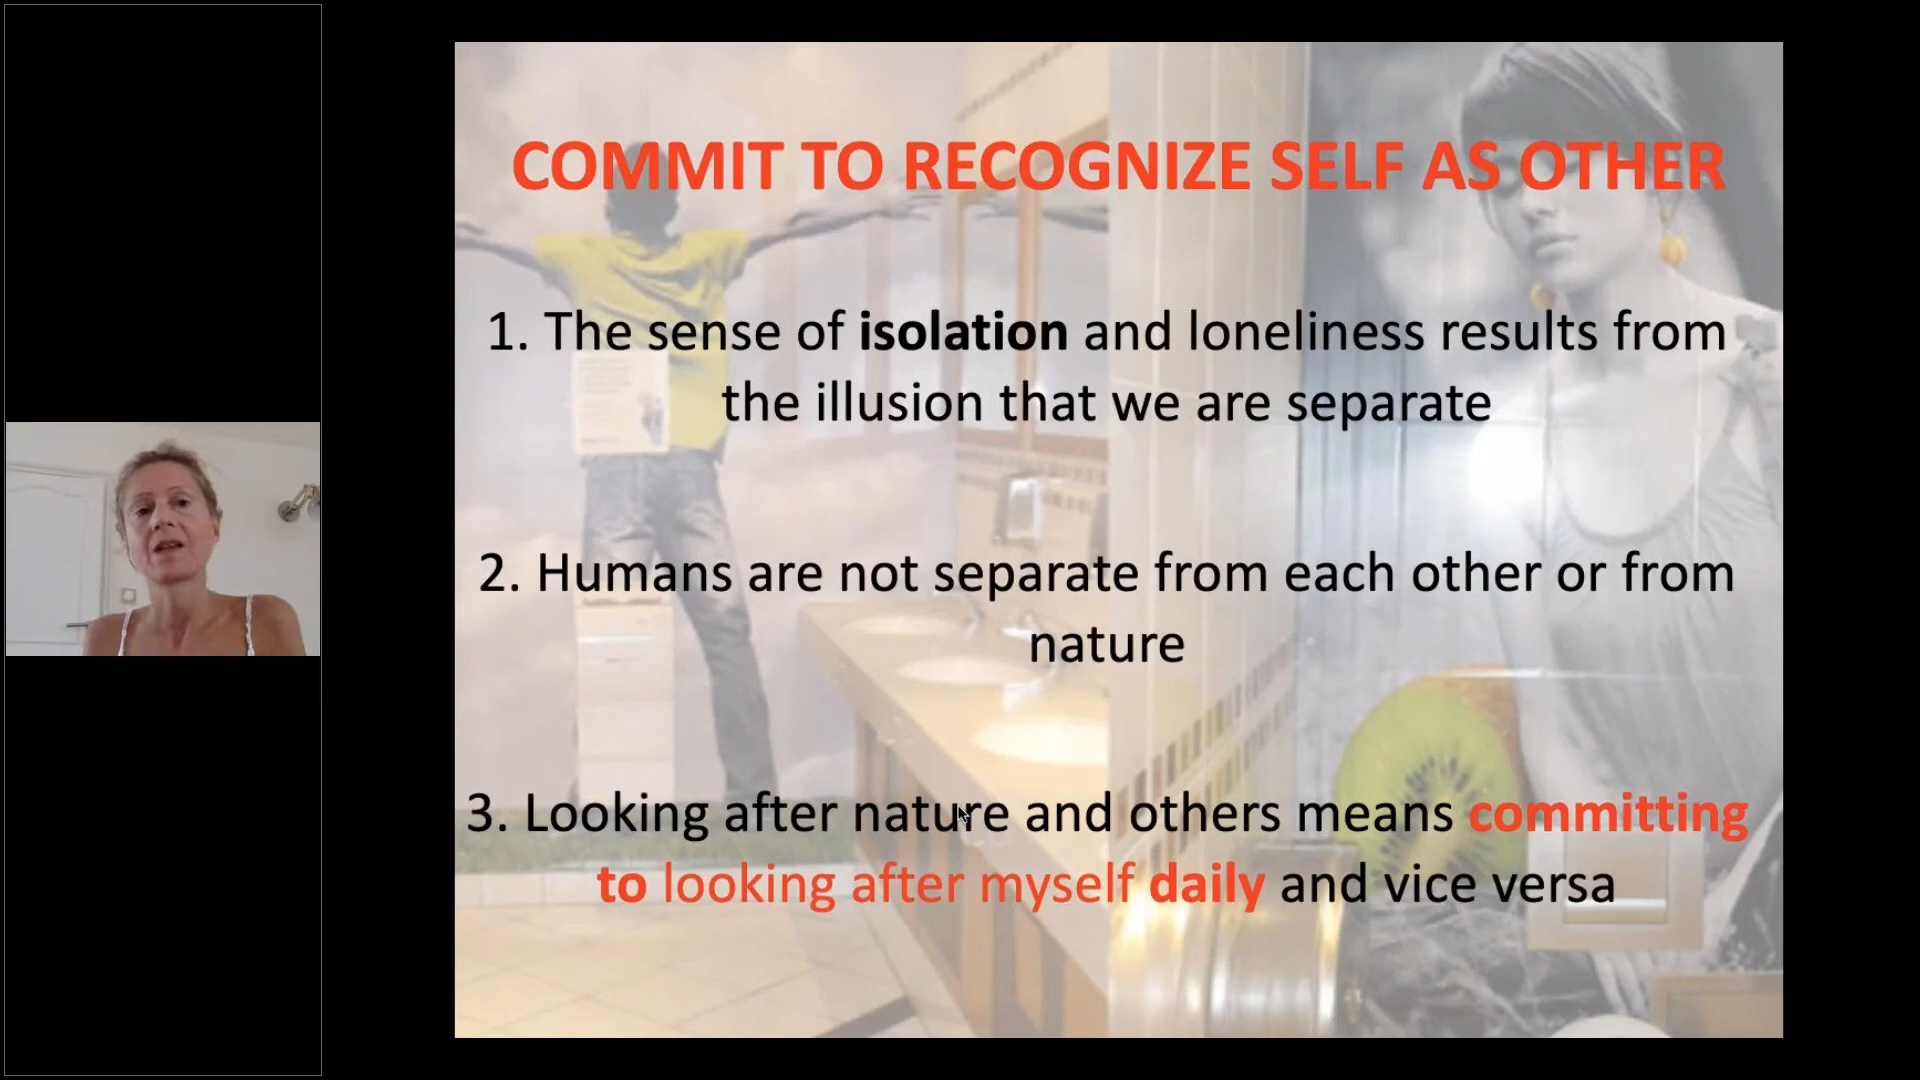 COMMIT TO RECOGNIZE SELF AS OTHER
1. The sense of isolation and loneliness results from
the illusion that we are separate
2. Humans are not separate from each other or from
nature
3. Looking after nature and others means committing
to looking after myself daily and vice versa